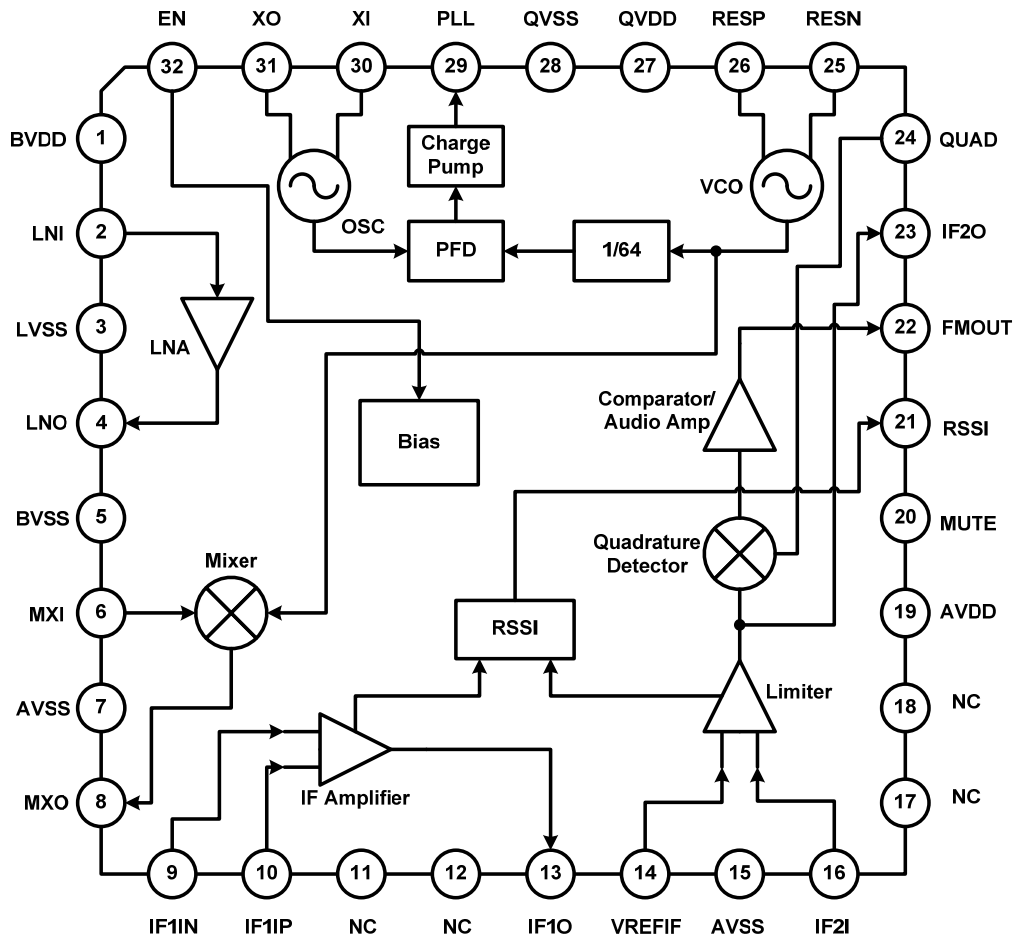 EN XO XI PLL QVSS QVDD RESP RESN
32 31 30 29 28 27 26 25
BVDD 1
LNI 2
LVSS 3
LNO 4
BVSS 5
MXI 6
AVSS 7
MXO 8
24 QUAD
23 IF2O
22 FMOUT
21 RSSI
20 MUTE
19 AVDD
18 NC
17 NC
Charge
Pump
OSC
PFD
1/64
VCO
LNA
Bias
Comparator/
Audio Amp
Quadrature
Detector
Mixer
RSSI
Limiter
IF Amplifier
9 10 11 12 13 14 15 16
IF1IN IF1IP NC NC IF1O VREFIF AVSS IF2I